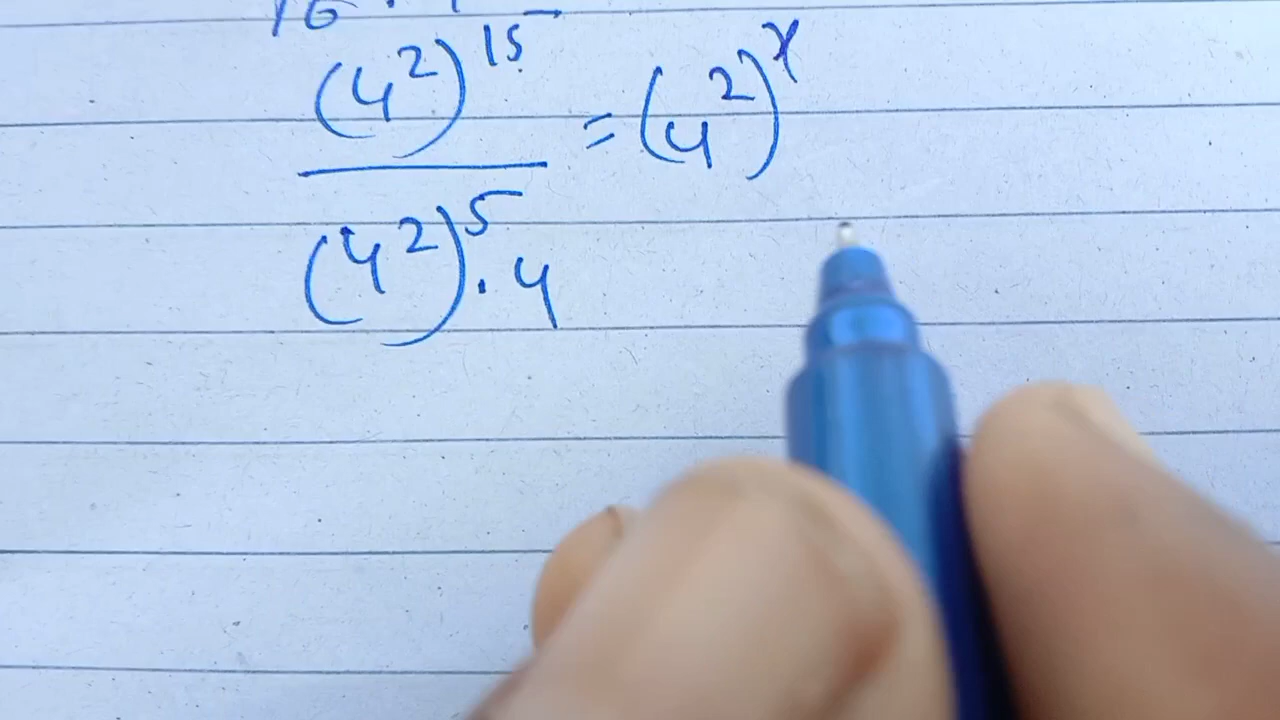 (4²)¹⁵
(4²)⁵ · 4
= (4²)ˣ